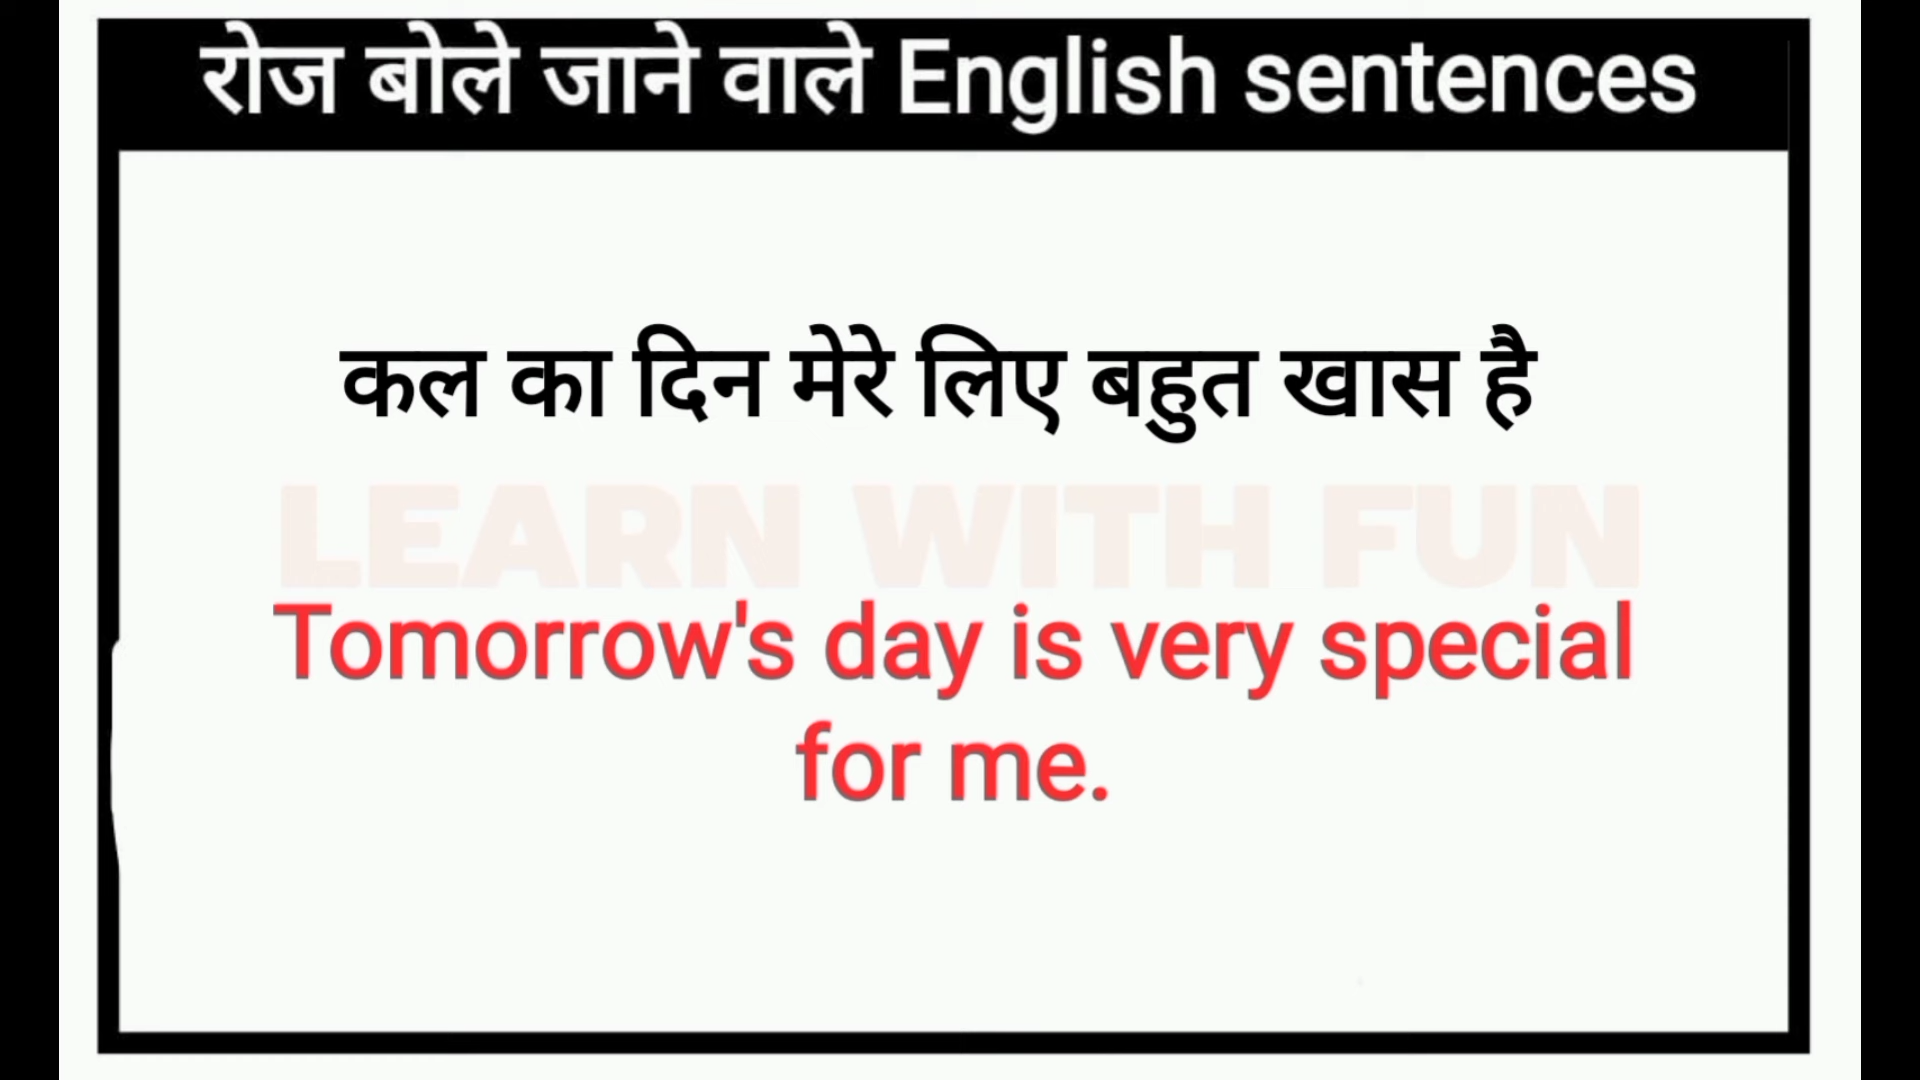 रोज बोले जाने वाले English sentences
कल का दिन मेरे लिए बहुत खास है
LEARN WITH FUN
Tomorrow's day is very special
for me.